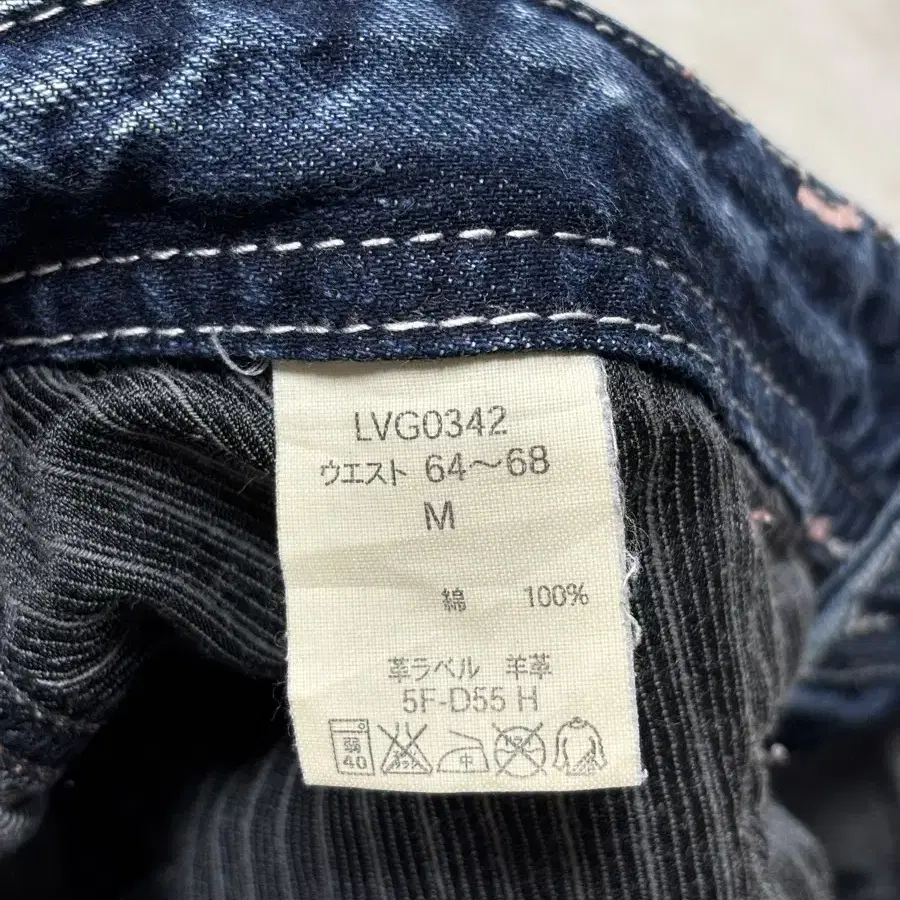 LVG0342
ウエスト 64～68
M
綿 100%
革ラベル 羊革
5F-D55 H
弱 40 中